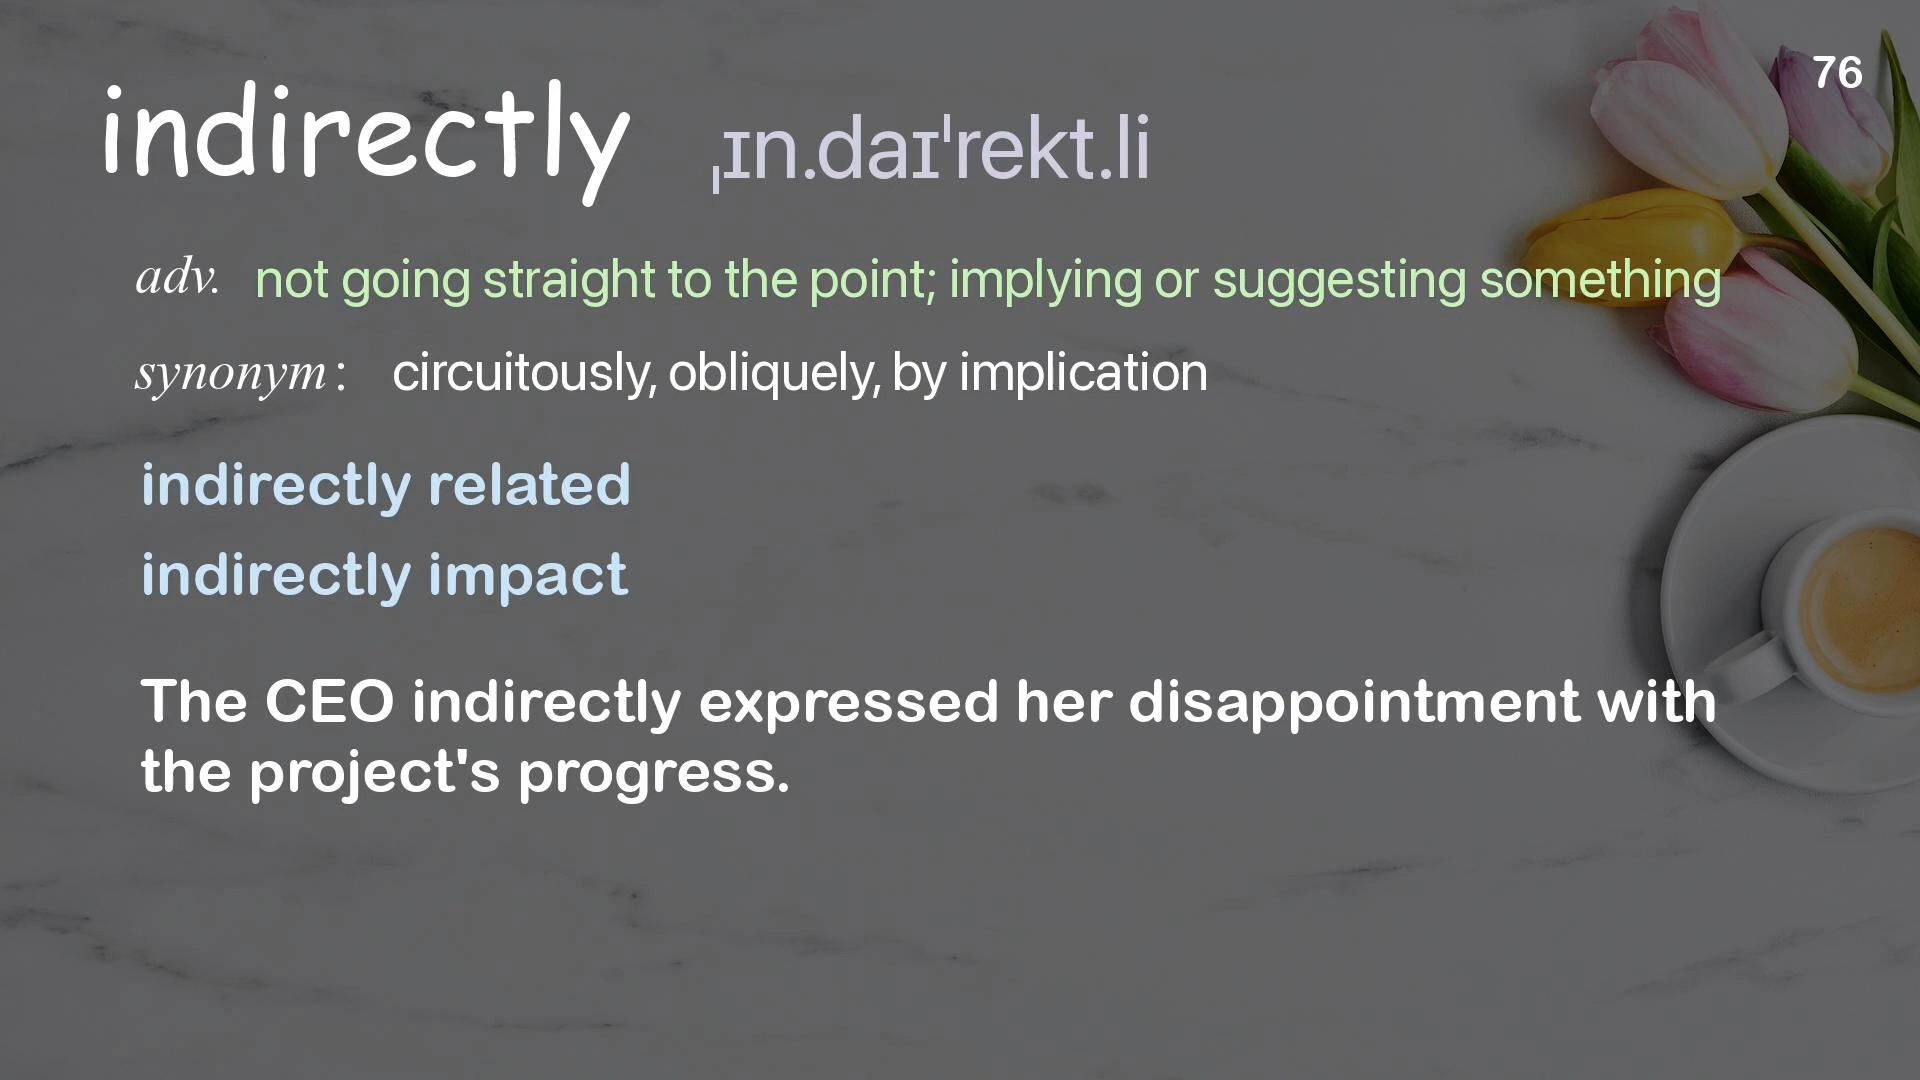 76
indirectly ˌɪn.daɪˈrekt.li
adv. not going straight to the point; implying or suggesting something
synonym: circuitously, obliquely, by implication
indirectly related
indirectly impact
The CEO indirectly expressed her disappointment with
the project's progress.